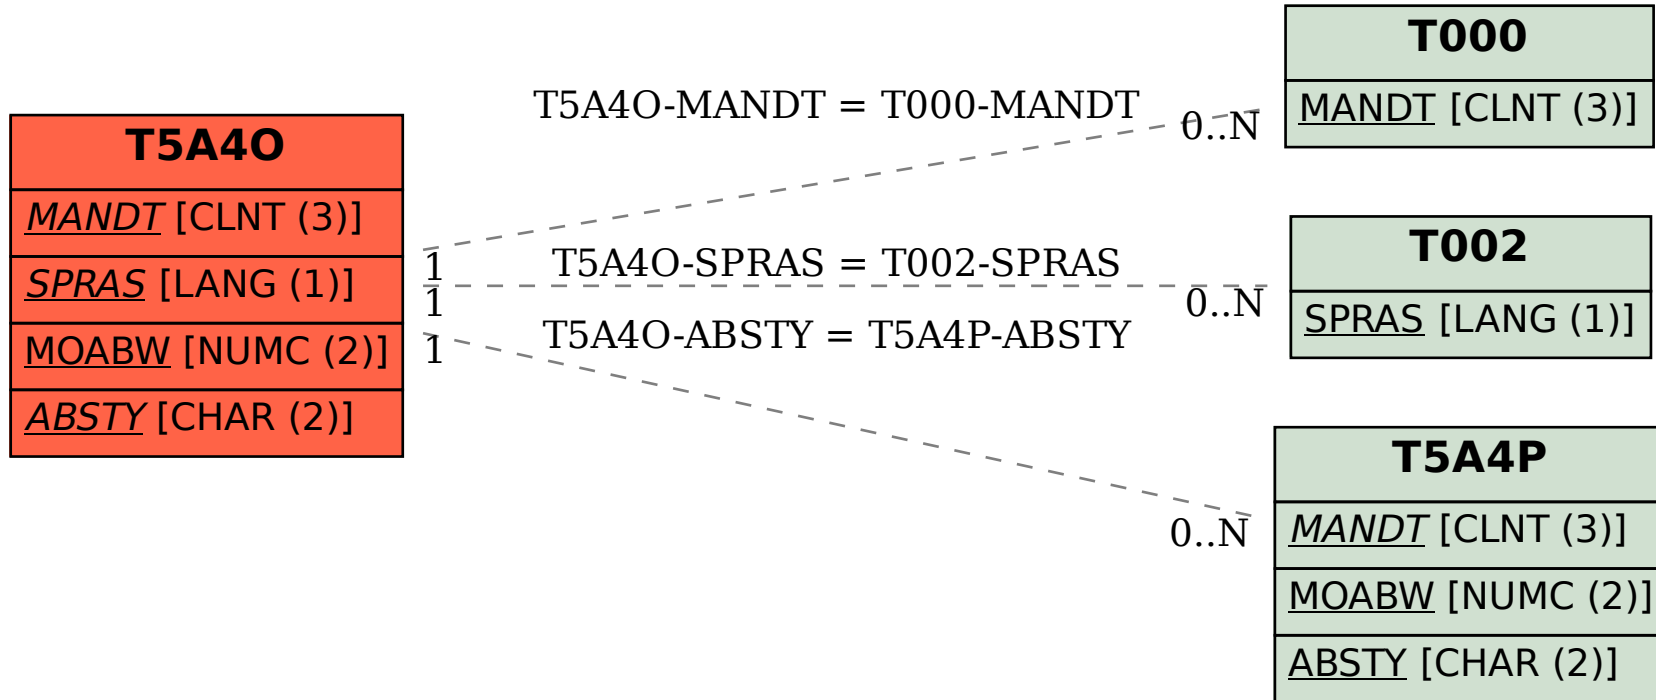 T5A4O
MANDT [CLNT (3)]
SPRAS [LANG (1)]
MOABW [NUMC (2)]
ABSTY [CHAR (2)]
T5A4O-MANDT = T000-MANDT
1
0..N
T5A4O-SPRAS = T002-SPRAS
1
0..N
T5A4O-ABSTY = T5A4P-ABSTY
1
0..N
T000
MANDT [CLNT (3)]
T002
SPRAS [LANG (1)]
T5A4P
MANDT [CLNT (3)]
MOABW [NUMC (2)]
ABSTY [CHAR (2)]